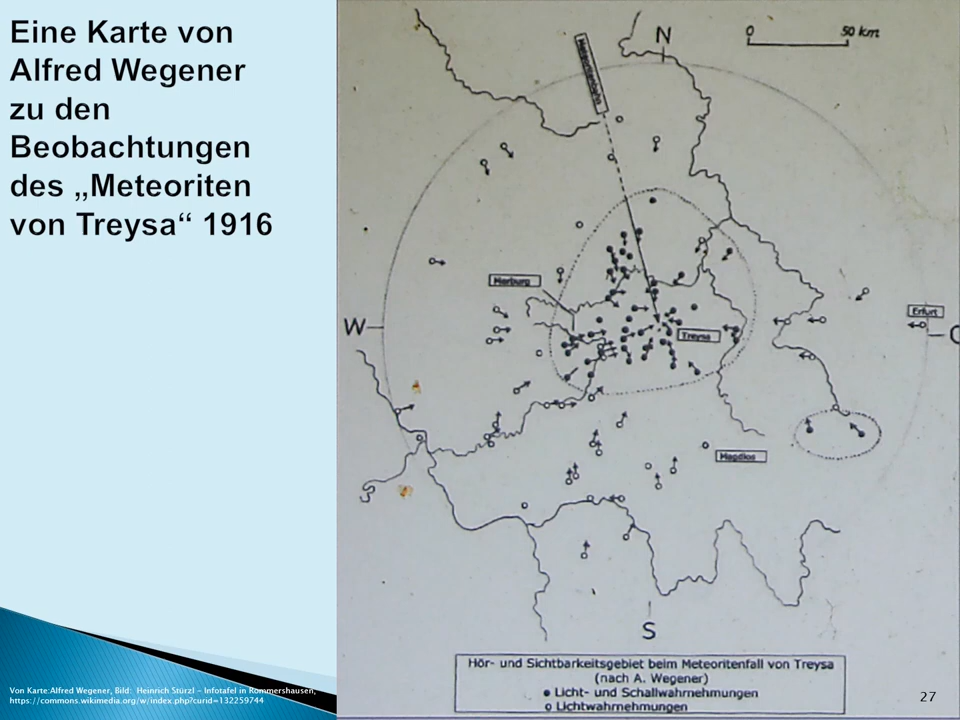 Eine Karte von
Alfred Wegener
zu den
Beobachtungen
des „Meteoriten
von Treysa“ 1916
N
0 50 km
Marburg
W
Treysa
Erfurt
Magdlos
S
Hör- und Sichtbarkeitsgebiet beim Meteoritenfall von Treysa
(nach A. Wegener)
Licht- und Schallwahrnehmungen
Lichtwahrnehmungen
Von Karte:Alfred Wegener, Bild: Heinrich Stürzl - Infotafel in Rommershausen,
https://commons.wikimedia.org/w/index.php?curid=132259744
27